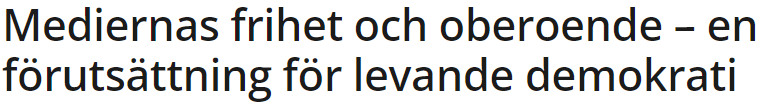 Mediernas frihet och oberoende – en
förutsättning för levande demokrati